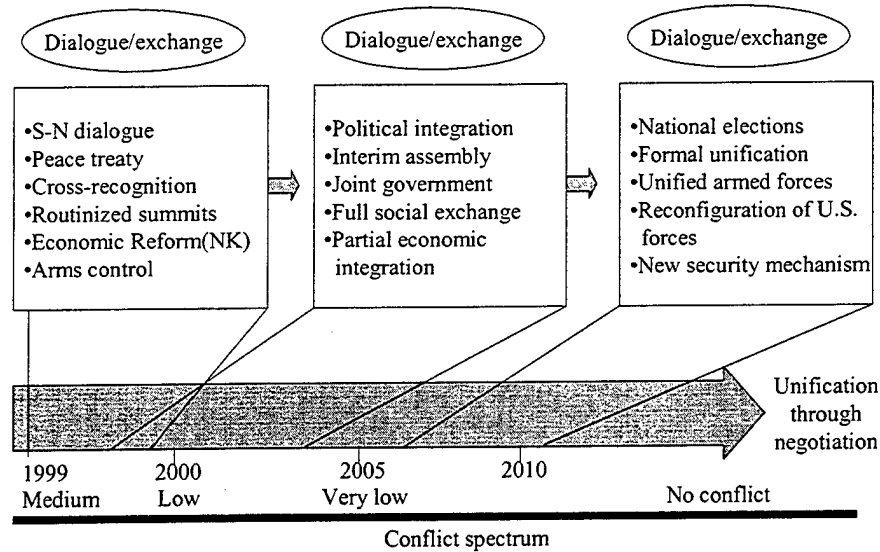 Dialogue/exchange
Dialogue/exchange
Dialogue/exchange
•S-N dialogue
•Peace treaty
•Cross-recognition
•Routinized summits
•Economic Reform(NK)
•Arms control
•Political integration
•Interim assembly
•Joint government
•Full social exchange
•Partial economic
integration
•National elections
•Formal unification
•Unified armed forces
•Reconfiguration of U.S.
forces
•New security mechanism
Unification
through
negotiation
1999
2000
2005
2010
Medium
Low
Very low
No conflict
Conflict spectrum